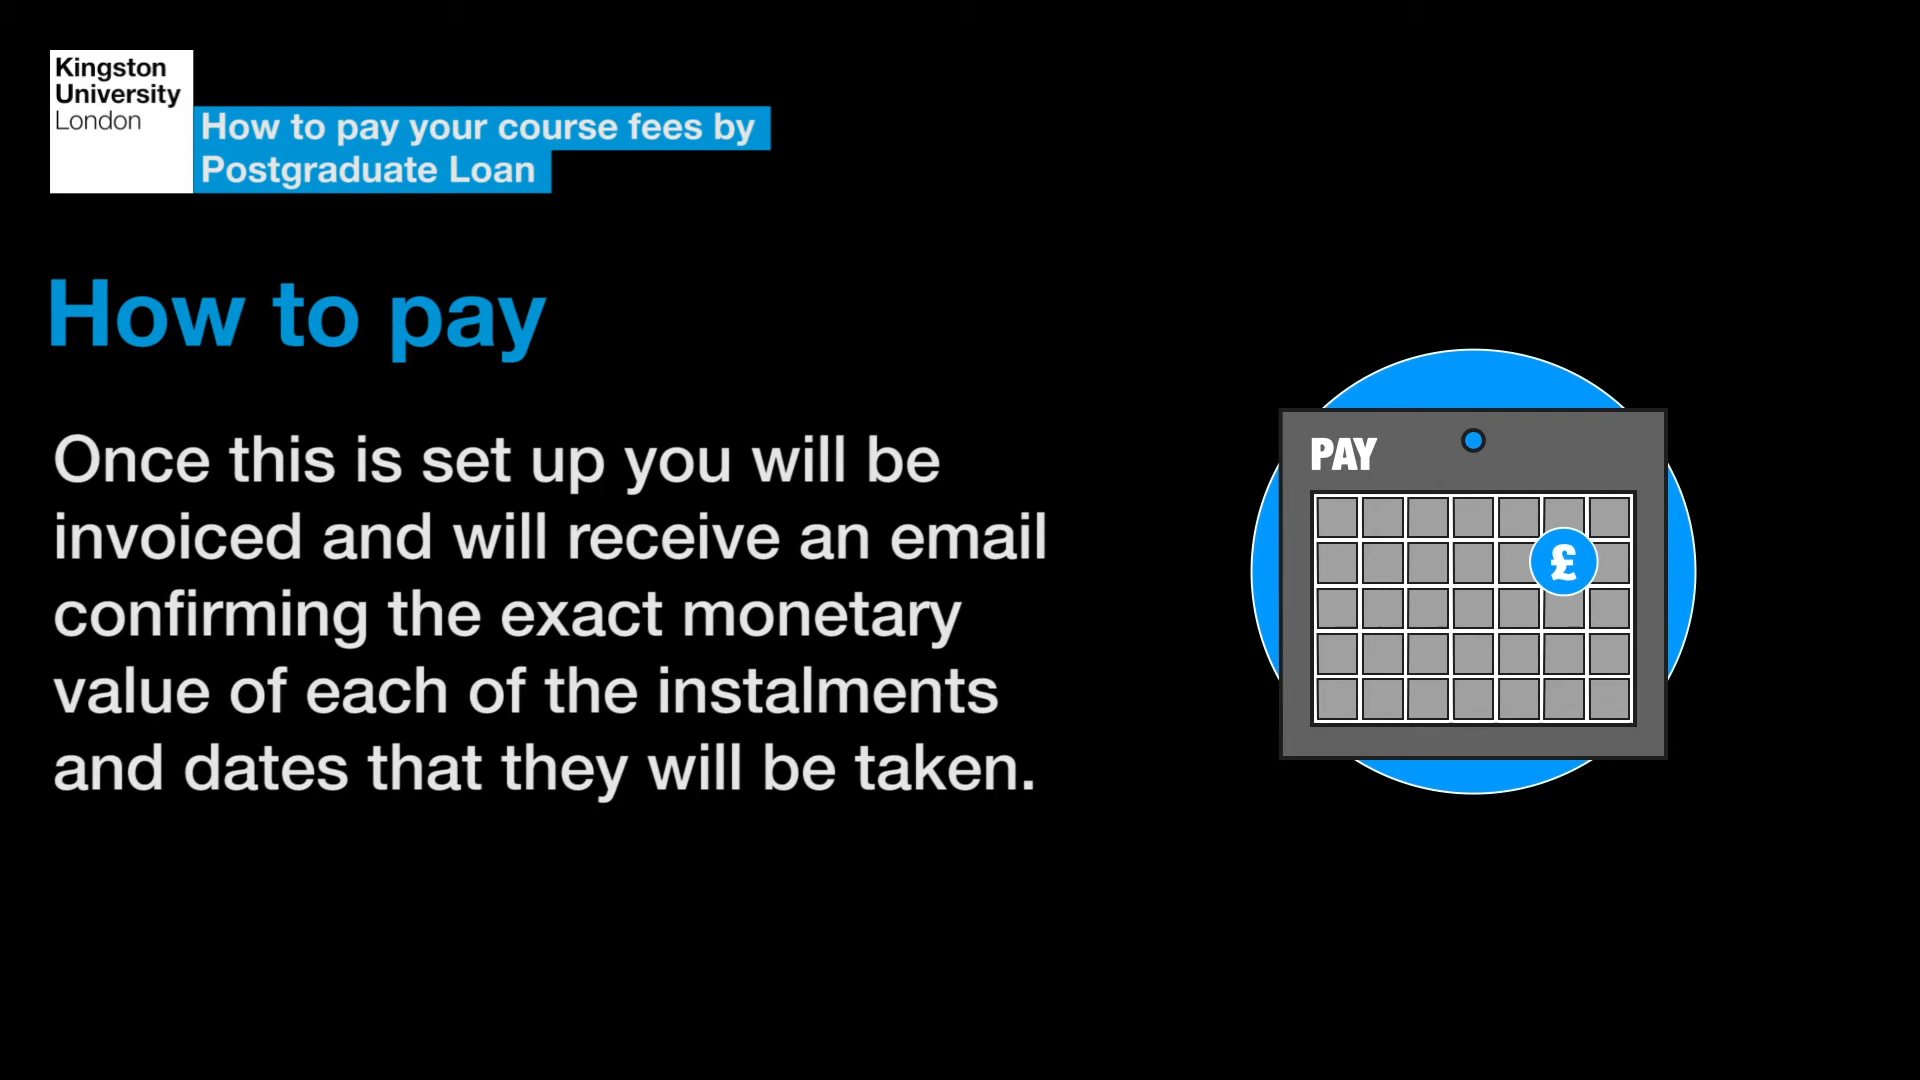 Kingston
University
London
How to pay your course fees by
Postgraduate Loan
How to pay
Once this is set up you will be
invoiced and will receive an email
confirming the exact monetary
value of each of the instalments
and dates that they will be taken.
PAY
£